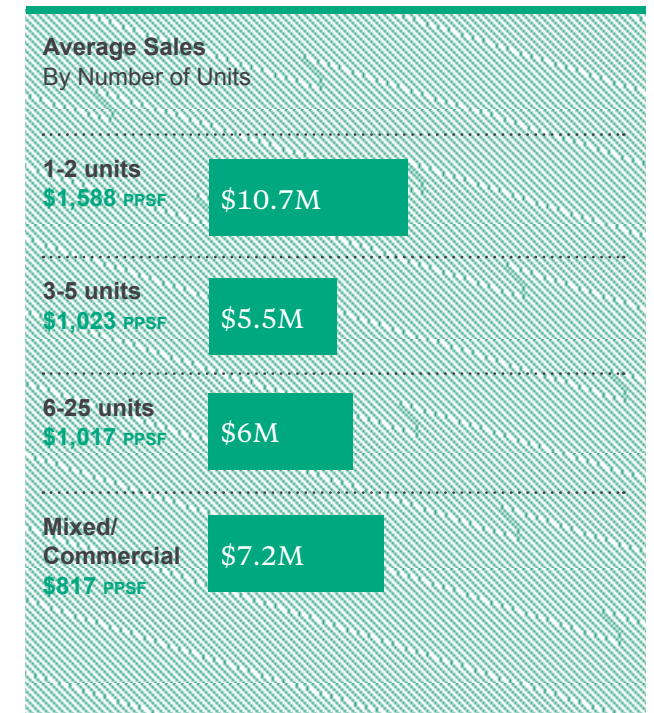 Average Sales
By Number of Units
1-2 units
$1,588 PPSF
$10.7M
3-5 units
$1,023 PPSF
$5.5M
6-25 units
$1,017 PPSF
$6M
Mixed/
Commercial
$817 PPSF
$7.2M